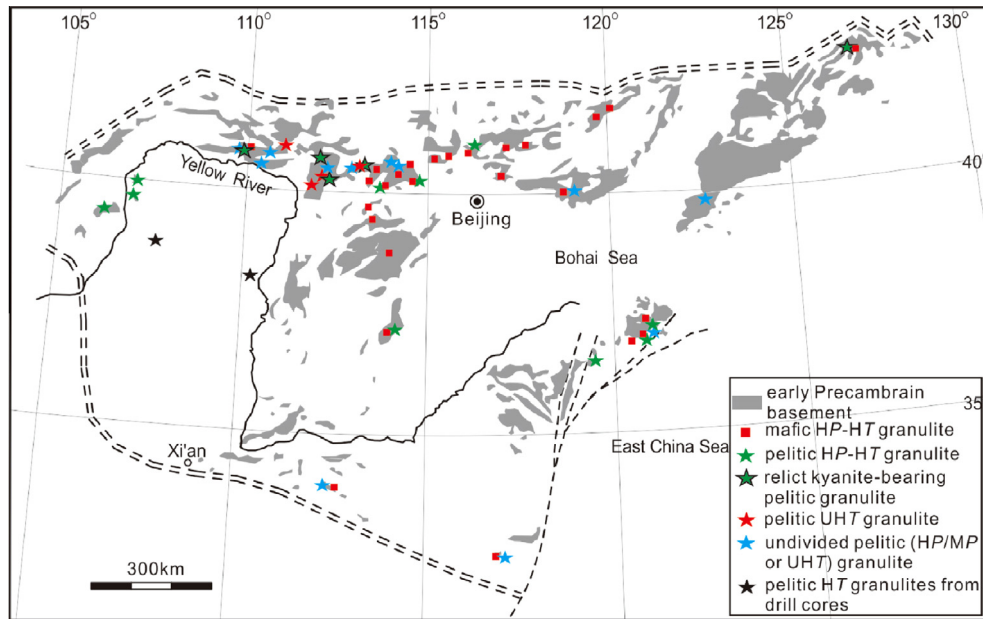 105° 110° 115° 120° 125° 130°
40°
Yellow River
Beijing
Bohai Sea
35
East China Sea
Xi'an
300km
early Precambrain
basement
mafic HP-HT granulite
pelitic HP-HT granulite
relict kyanite-bearing
pelitic granulite
pelitic UHT granulite
undivided pelitic (HP/MP
or UHT) granulite
pelitic HT granulites from
drill cores